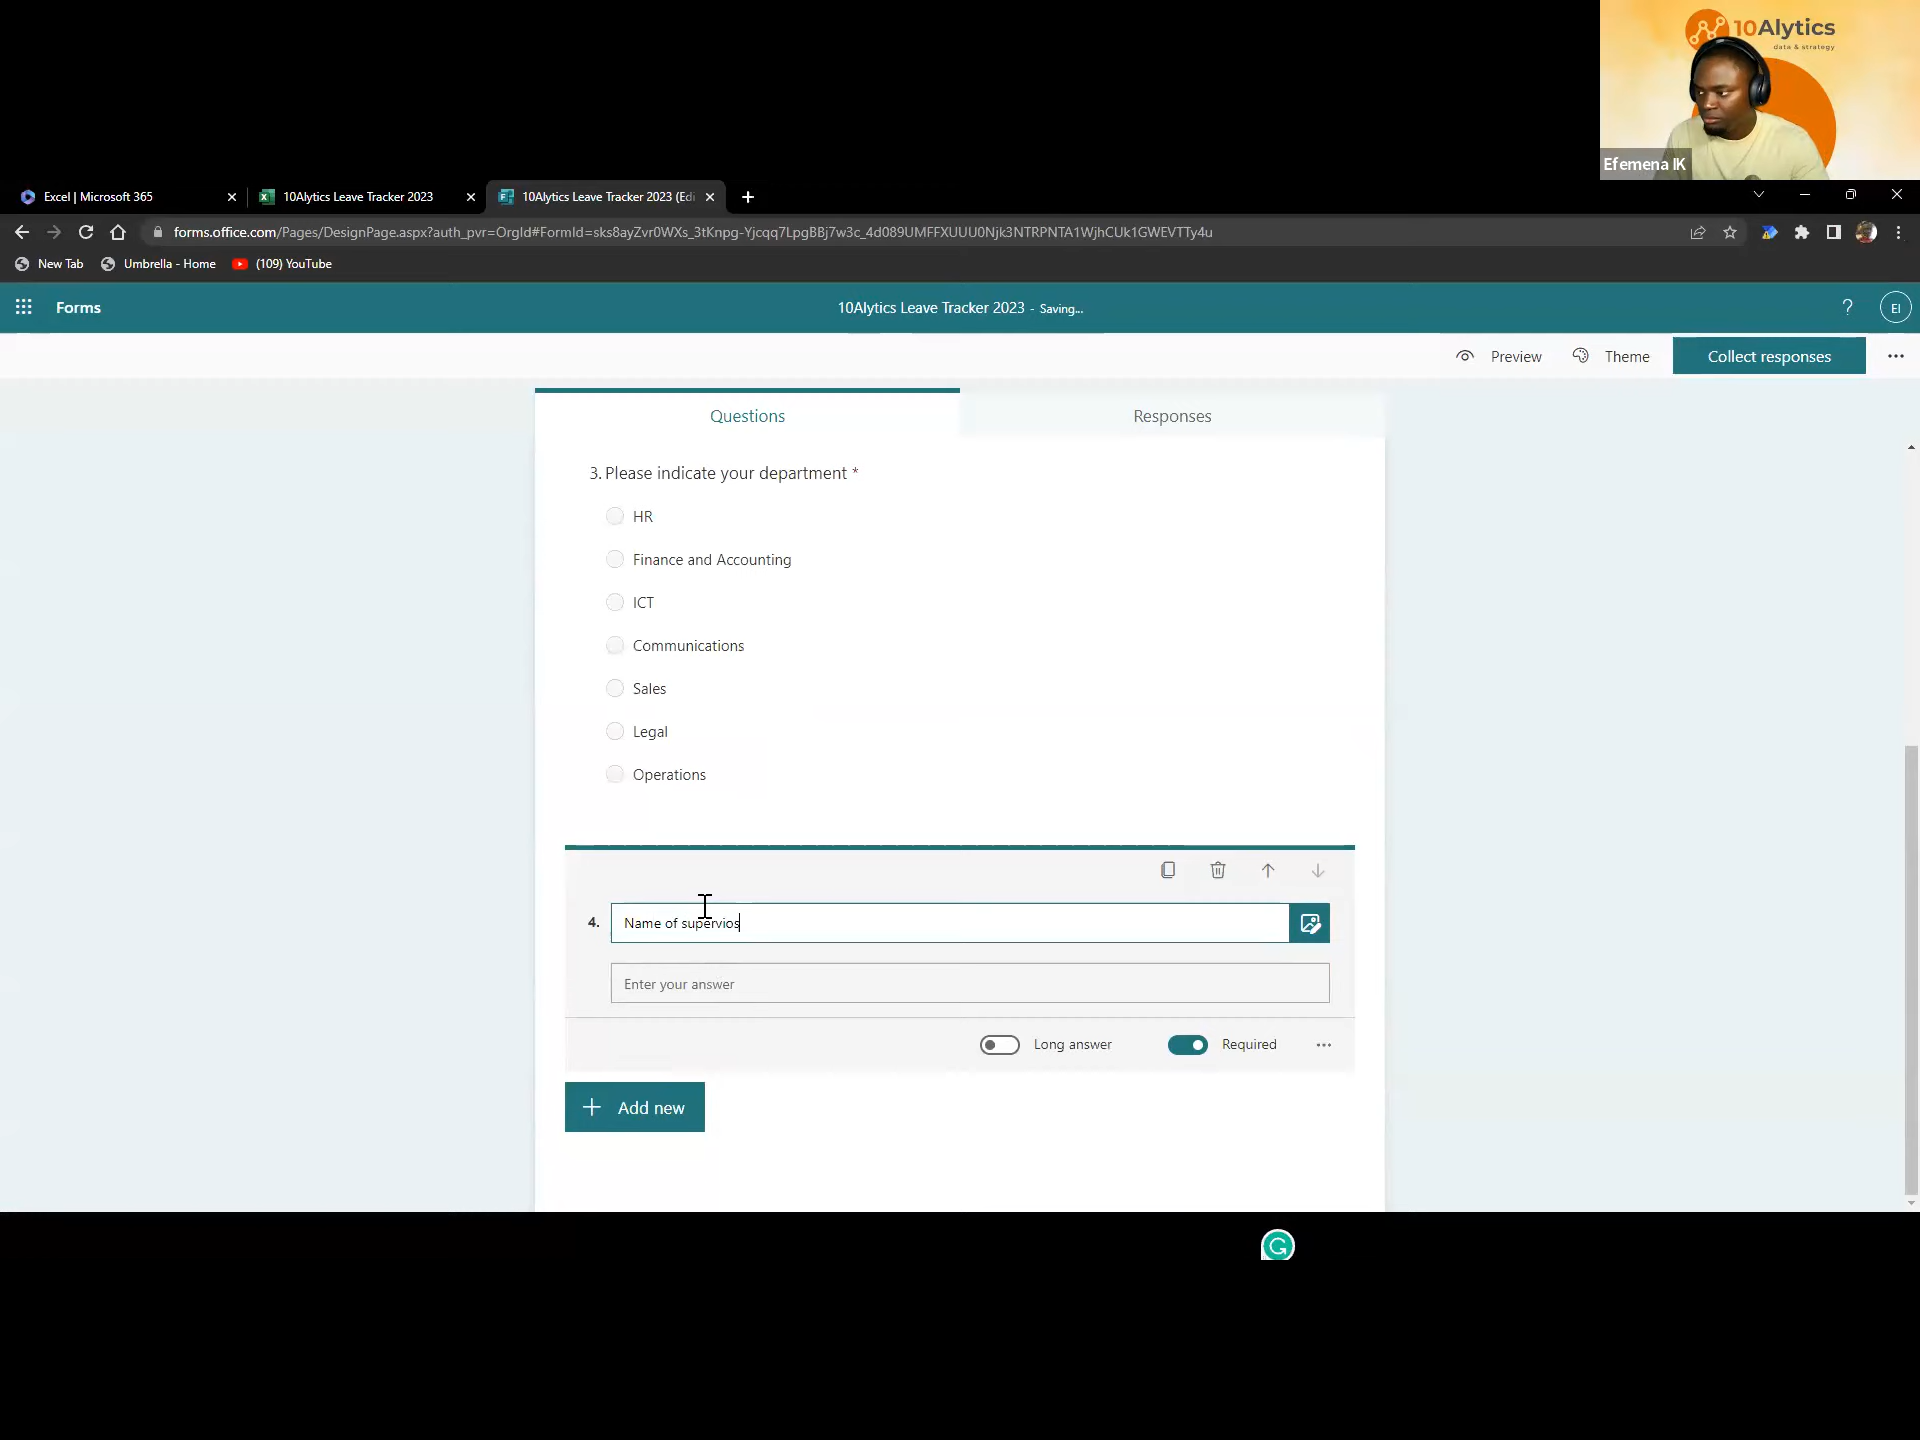 10Alytics
data & strategy
Efemena IK
Excel | Microsoft 365
10Alytics Leave Tracker 2023
10Alytics Leave Tracker 2023 (Edi
forms.office.com/Pages/DesignPage.aspx?auth_pvr=OrgId#FormId=sks8ayZvr0WXs_3tKnpg-Yjcqq7LpgBBj7w3c_4d089UMFFXUUU0Njk3NTRPNTA1WjhCUk1GWEVTTy4u
New Tab
Umbrella - Home
(109) YouTube
Forms
10Alytics Leave Tracker 2023 - Saving...
?
EI
Preview
Theme
Collect responses
Questions
Responses
3. Please indicate your department *
HR
Finance and Accounting
ICT
Communications
Sales
Legal
Operations
4.
Name of supervios
Enter your answer
Long answer
Required
Add new